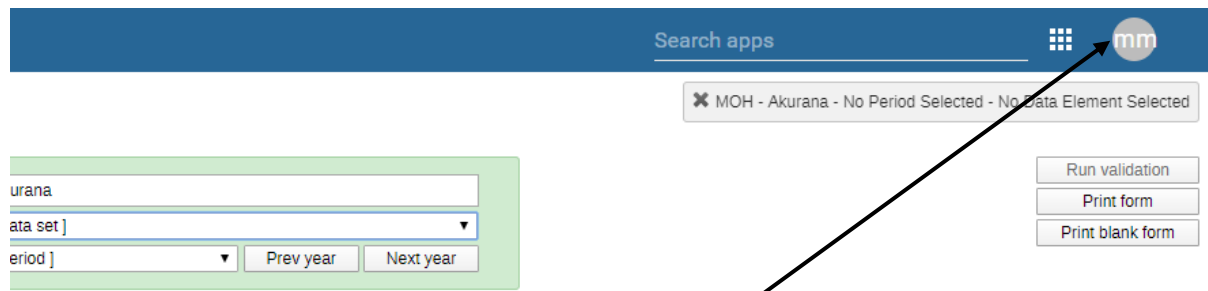 Search apps
mm
✖ MOH - Akurana - No Period Selected - No Data Element Selected
urana
Run validation
ata set ]
Print form
eriod ]
Prev year
Next year
Print blank form